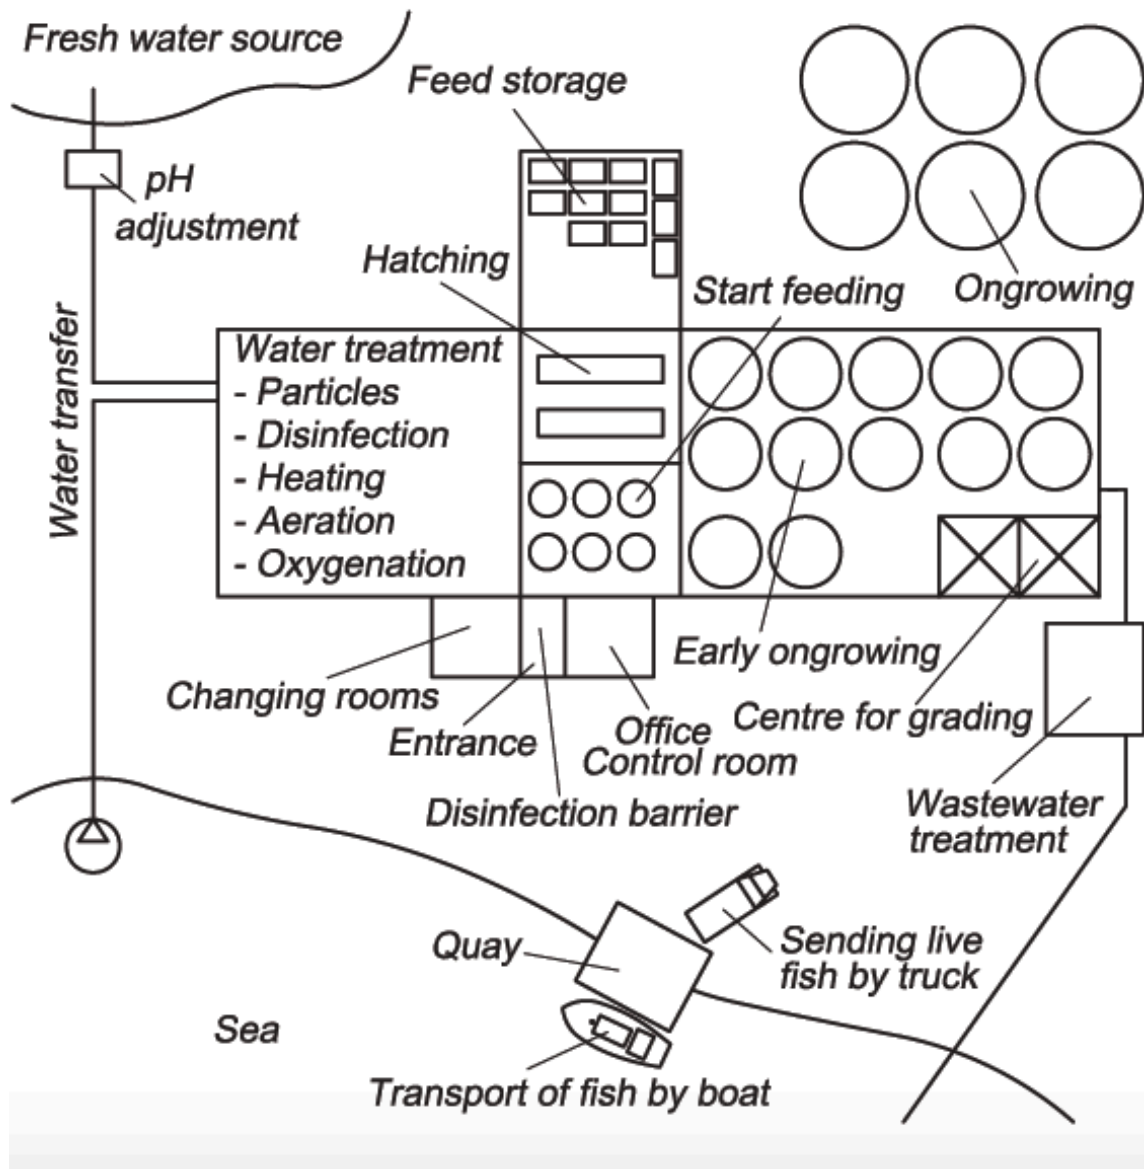 Fresh water source
Feed storage
pH
adjustment
Hatching
Start feeding
Ongrowing
Water transfer
Water treatment
- Particles
- Disinfection
- Heating
- Aeration
- Oxygenation
Early ongrowing
Changing rooms
Centre for grading
Entrance
Office
Control room
Disinfection barrier
Wastewater
treatment
Quay
Sending live
fish by truck
Sea
Transport of fish by boat